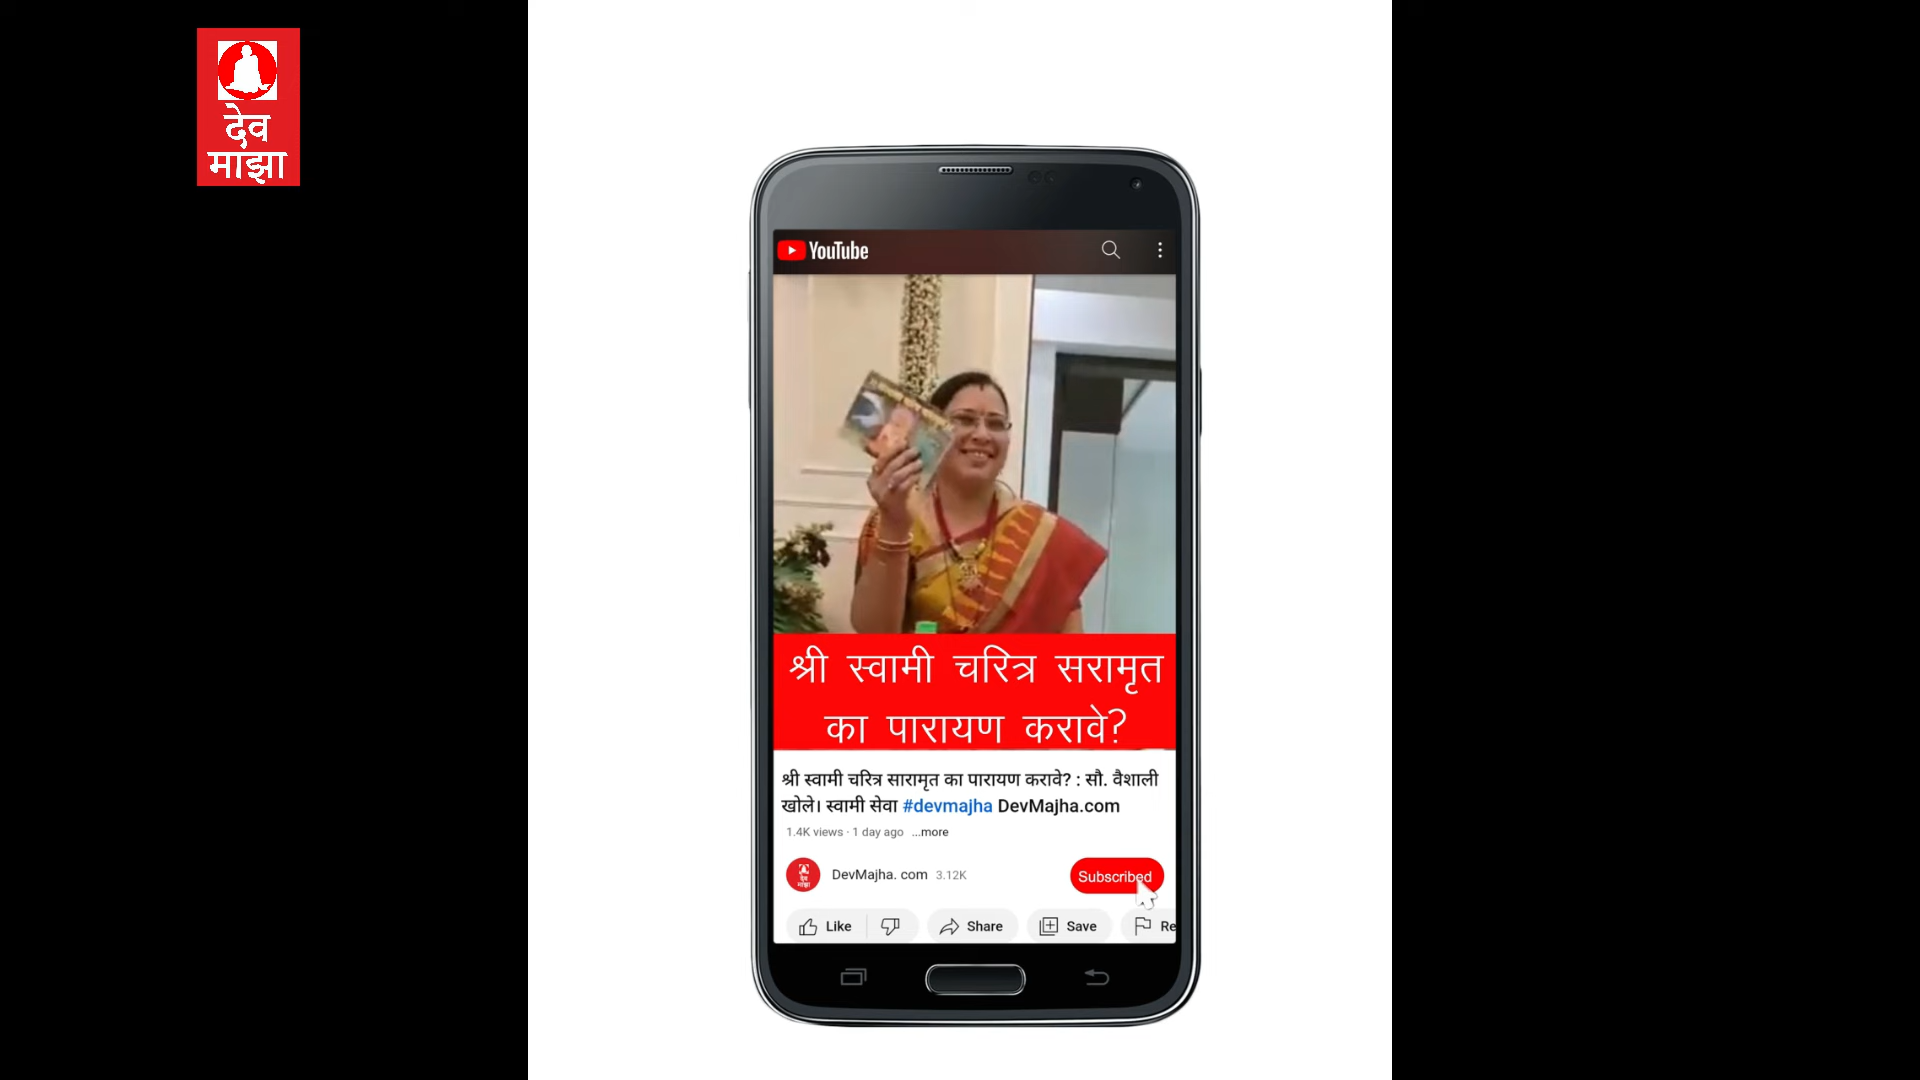 देव
माझा
YouTube
श्री स्वामी चरित्र सरामृत
का पारायण करावे?
श्री स्वामी चरित्र सारामृत का पारायण करावे? : सौ. वैशाली
खोले। स्वामी सेवा #devmajha DevMajha.com
1.4K views · 1 day ago ...more
देव
माझा
DevMajha. com 3.12K
Subscribed
Like Share Save Re